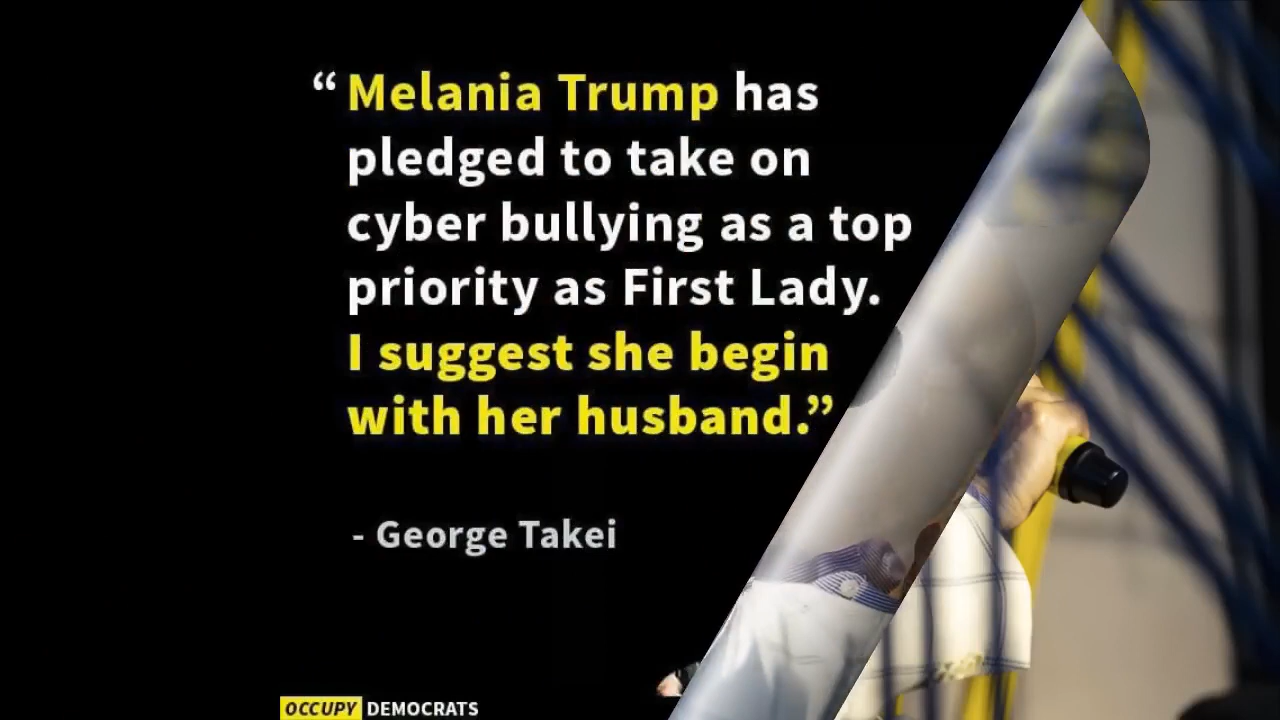 “Melania Trump has
pledged to take on
cyber bullying as a top
priority as First Lady.
I suggest she begin
with her husband.”
- George Takei
OCCUPY DEMOCRATS